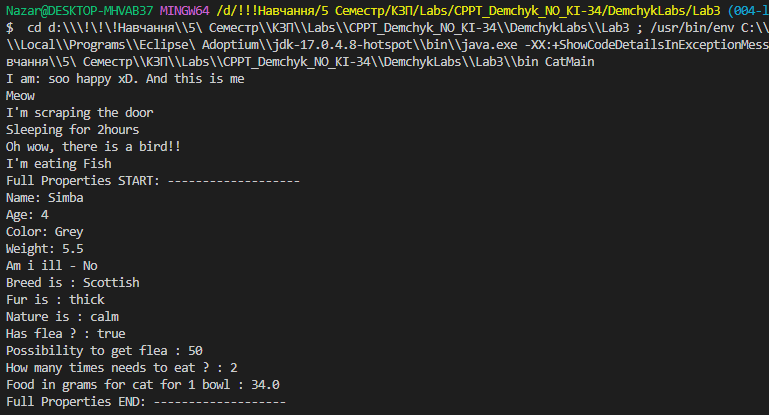 Nazar@DESKTOP-MHVAB37 MINGW64 /d/!!!Навчання/5 Семестр/КЗП/Labs/CPPT_Demchyk_NO_KI-34/DemchykLabs/Lab3 (004-l
$  cd d:\\\!\!\!Навчання\\5\ Семестр\\КЗП\\Labs\\CPPT_Demchyk_NO_KI-34\\DemchykLabs\\Lab3 ; /usr/bin/env C:\\
\\Local\\Programs\\Eclipse\ Adoptium\\jdk-17.0.4.8-hotspot\\bin\\java.exe -XX:+ShowCodeDetailsInExceptionMess
вчання\\5\ Семестр\\КЗП\\Labs\\CPPT_Demchyk_NO_KI-34\\DemchykLabs\\Lab3\\bin CatMain
I am: soo happy xD. And this is me
Meow
I'm scraping the door
Sleeping for 2hours
Oh wow, there is a bird!!
I'm eating Fish
Full Properties START: -------------------
Name: Simba
Age: 4
Color: Grey
Weight: 5.5
Am i ill - No
Breed is : Scottish
Fur is : thick
Nature is : calm
Has flea ? : true
Possibility to get flea : 50
How many times needs to eat ? : 2
Food in grams for cat for 1 bowl : 34.0
Full Properties END: -------------------